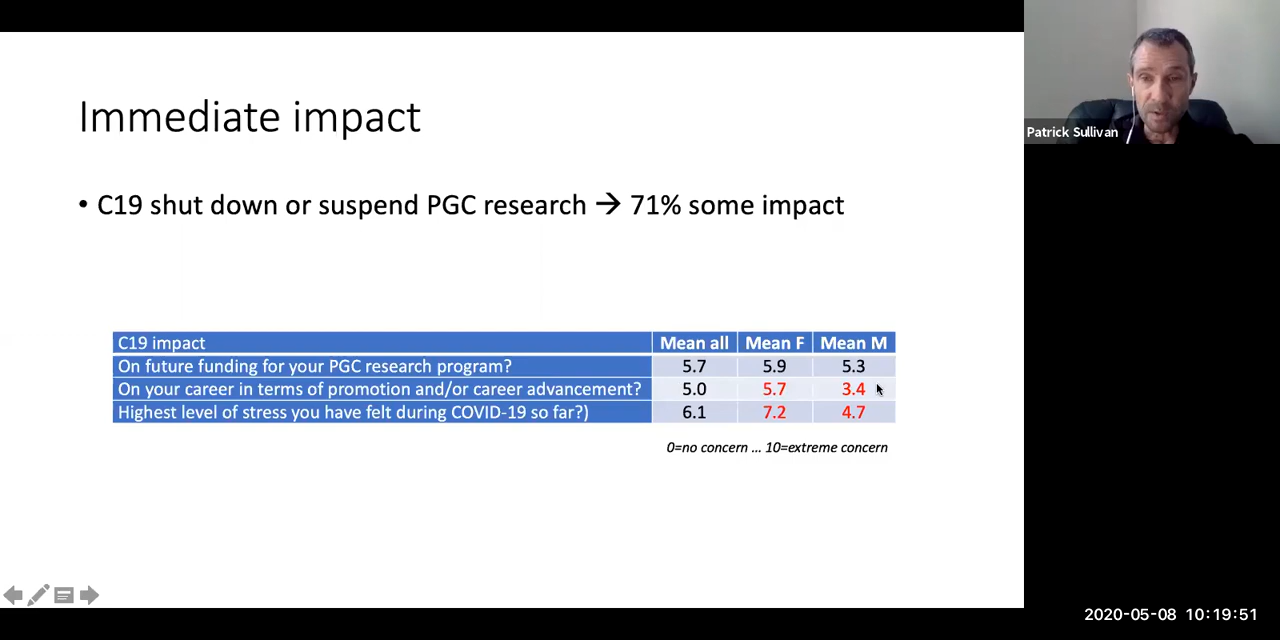 Immediate impact
• C19 shut down or suspend PGC research → 71% some impact
C19 impact Mean all Mean F Mean M
On future funding for your PGC research program? 5.7 5.9 5.3
On your career in terms of promotion and/or career advancement? 5.0 5.7 3.4
Highest level of stress you have felt during COVID-19 so far?) 6.1 7.2 4.7
0=no concern ... 10=extreme concern
Patrick Sullivan
2020-05-08 10:19:51